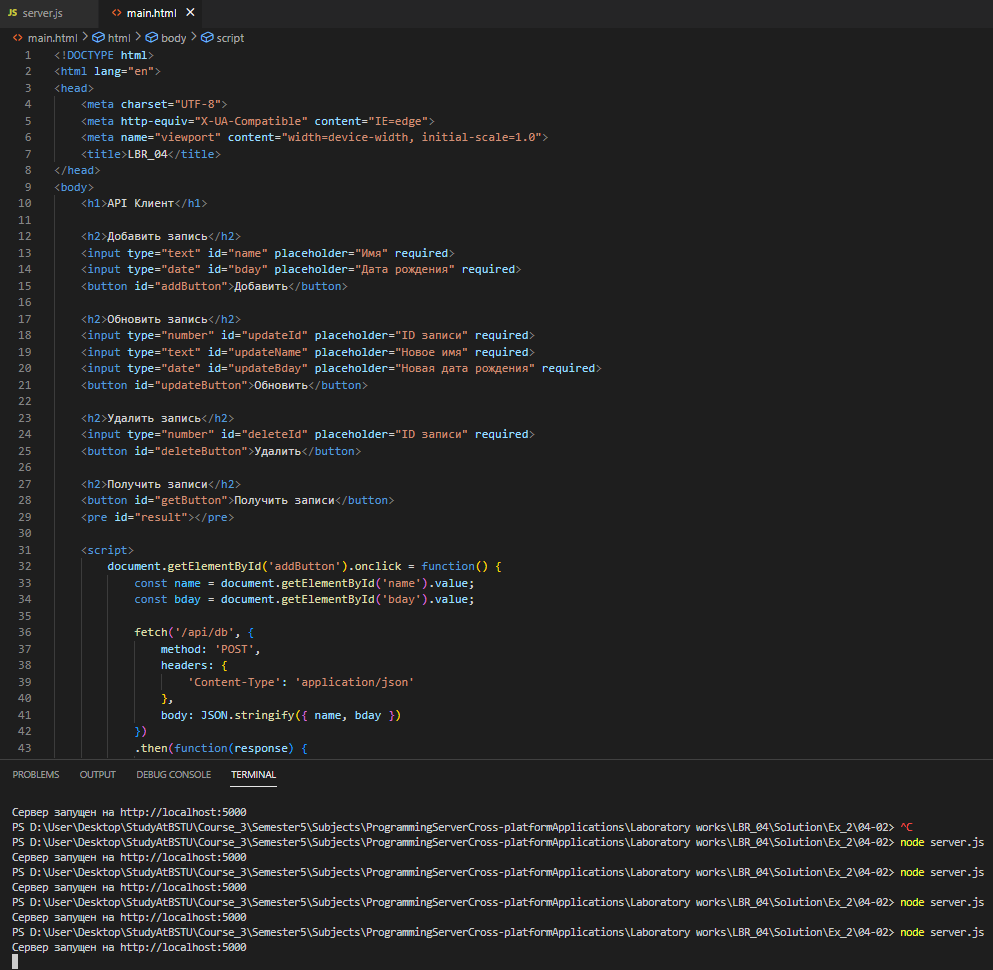 JS server.js
<> main.html ×
<> main.html > html > body > script
1 <!DOCTYPE html>
2 <html lang="en">
3 <head>
4     <meta charset="UTF-8">
5     <meta http-equiv="X-UA-Compatible" content="IE=edge">
6     <meta name="viewport" content="width=device-width, initial-scale=1.0">
7     <title>LBR_04</title>
8 </head>
9 <body>
10     <h1>API Клиент</h1>
11
12     <h2>Добавить запись</h2>
13     <input type="text" id="name" placeholder="Имя" required>
14     <input type="date" id="bday" placeholder="Дата рождения" required>
15     <button id="addButton">Добавить</button>
16
17     <h2>Обновить запись</h2>
18     <input type="number" id="updateId" placeholder="ID записи" required>
19     <input type="text" id="updateName" placeholder="Новое имя" required>
20     <input type="date" id="updateBday" placeholder="Новая дата рождения" required>
21     <button id="updateButton">Обновить</button>
22
23     <h2>Удалить запись</h2>
24     <input type="number" id="deleteId" placeholder="ID записи" required>
25     <button id="deleteButton">Удалить</button>
26
27     <h2>Получить записи</h2>
28     <button id="getButton">Получить записи</button>
29     <pre id="result"></pre>
30
31     <script>
32         document.getElementById('addButton').onclick = function() {
33             const name = document.getElementById('name').value;
34             const bday = document.getElementById('bday').value;
35
36             fetch('/api/db', {
37                 method: 'POST',
38                 headers: {
39                     'Content-Type': 'application/json'
40                 },
41                 body: JSON.stringify({ name, bday })
42             })
43             .then(function(response) {
PROBLEMS OUTPUT DEBUG CONSOLE TERMINAL
Сервер запущен на http://localhost:5000
PS D:\User\Desktop\StudyAtBSTU\Course_3\Semester5\Subjects\ProgrammingServerCross-platformApplications\Laboratory works\LBR_04\Solution\Ex_2\04-02> ^C
PS D:\User\Desktop\StudyAtBSTU\Course_3\Semester5\Subjects\ProgrammingServerCross-platformApplications\Laboratory works\LBR_04\Solution\Ex_2\04-02> node server.js
Сервер запущен на http://localhost:5000
PS D:\User\Desktop\StudyAtBSTU\Course_3\Semester5\Subjects\ProgrammingServerCross-platformApplications\Laboratory works\LBR_04\Solution\Ex_2\04-02> node server.js
Сервер запущен на http://localhost:5000
PS D:\User\Desktop\StudyAtBSTU\Course_3\Semester5\Subjects\ProgrammingServerCross-platformApplications\Laboratory works\LBR_04\Solution\Ex_2\04-02> node server.js
Сервер запущен на http://localhost:5000
PS D:\User\Desktop\StudyAtBSTU\Course_3\Semester5\Subjects\ProgrammingServerCross-platformApplications\Laboratory works\LBR_04\Solution\Ex_2\04-02> node server.js
Сервер запущен на http://localhost:5000